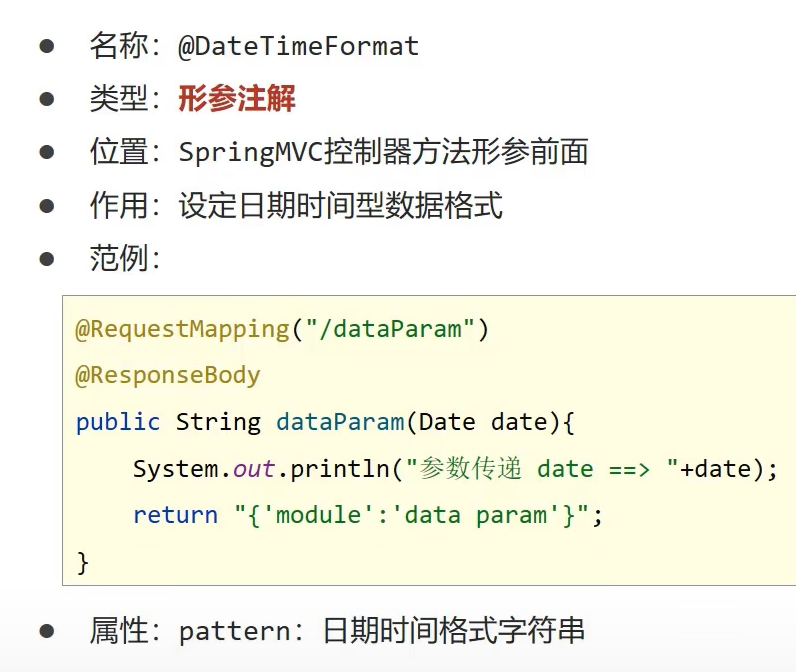 ● 名称：@DateTimeFormat
● 类型：形参注解
● 位置：SpringMVC控制器方法形参前面
● 作用：设定日期时间型数据格式
● 范例：
@RequestMapping("/dataParam")
@ResponseBody
public String dataParam(Date date){
    System.out.println("参数传递 date ==> "+date);
    return "{'module':'data param'}";
}
● 属性：pattern：日期时间格式字符串